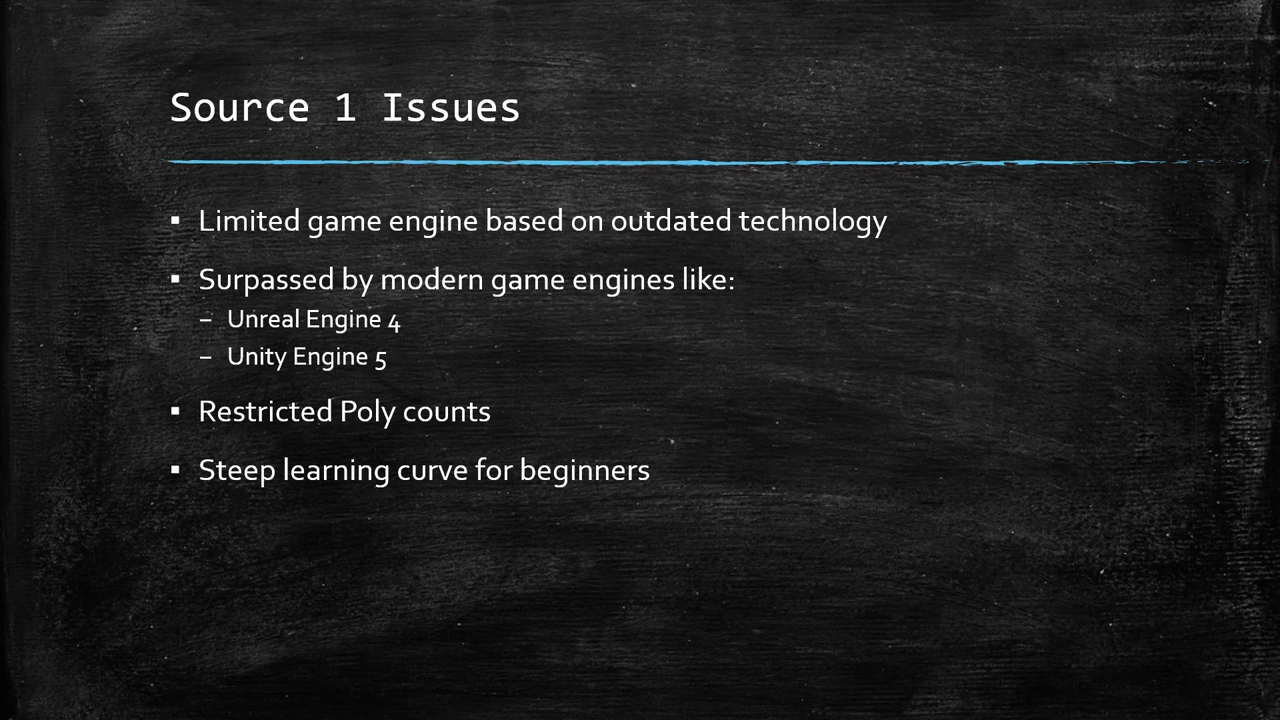 Source 1 Issues
▪ Limited game engine based on outdated technology
▪ Surpassed by modern game engines like:
– Unreal Engine 4
– Unity Engine 5
▪ Restricted Poly counts
▪ Steep learning curve for beginners